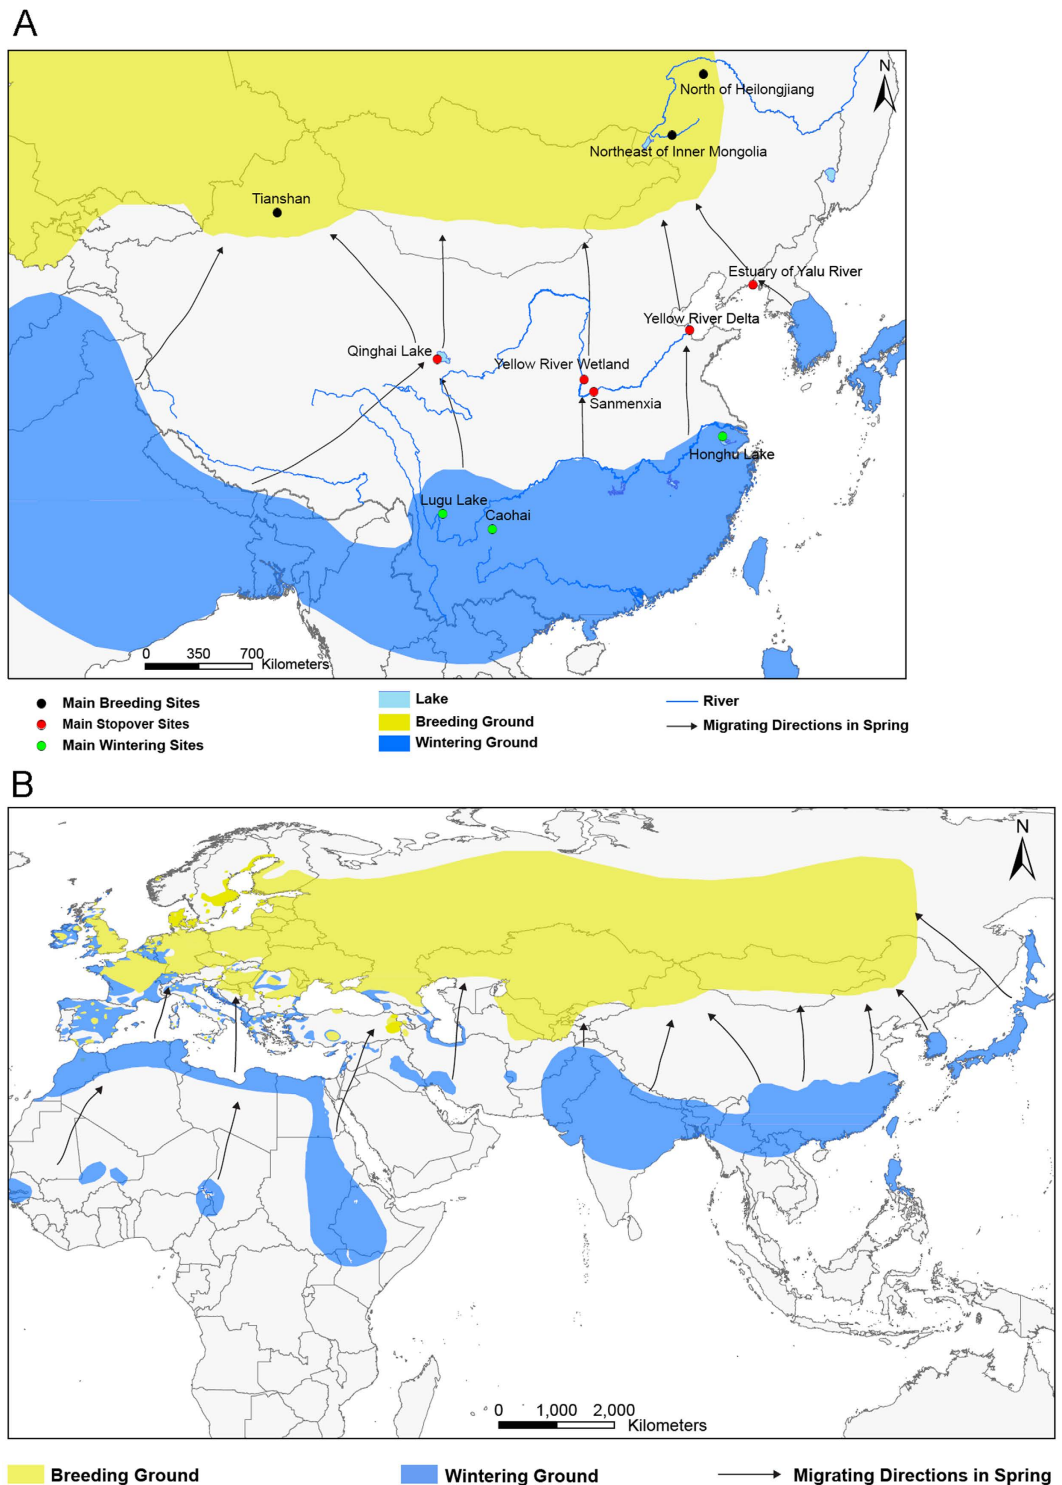 A
N
North of Heilongjiang
Northeast of Inner Mongolia
Tianshan
Estuary of Yalu River
Yellow River Delta
Qinghai Lake
Yellow River Wetland
Sanmenxia
Honghu Lake
Lugu Lake
Caohai
0 350 700
Kilometers
Main Breeding Sites
Main Stopover Sites
Main Wintering Sites
Lake
Breeding Ground
Wintering Ground
River
Migrating Directions in Spring
B
N
0 1,000 2,000
Kilometers
Breeding Ground
Wintering Ground
Migrating Directions in Spring